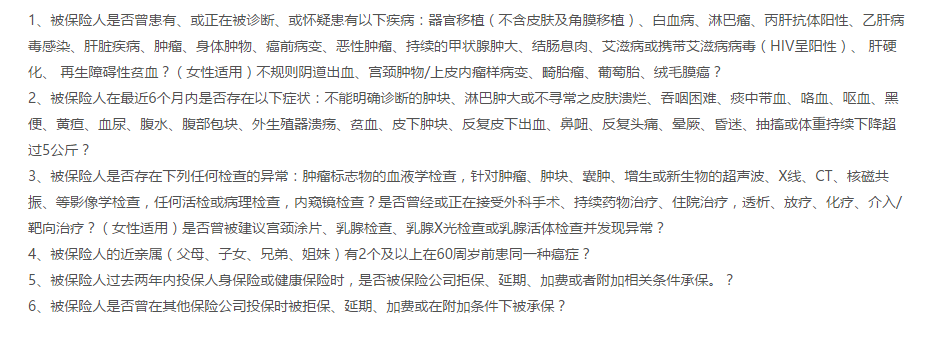 1、被保险人是否曾患有、或正在被诊断、或怀疑患有以下疾病：器官移植（不含皮肤及角膜移植）、白血病、淋巴瘤、丙肝抗体阳性、乙肝病
毒感染、肝脏疾病、肿瘤、身体肿物、癌前病变、恶性肿瘤、持续的甲状腺肿大、结肠息肉、艾滋病或携带艾滋病病毒（HIV呈阳性）、 肝硬
化、 再生障碍性贫血？（女性适用）不规则阴道出血、宫颈肿物/上皮内瘤样病变、畸胎瘤、葡萄胎、绒毛膜癌？
2、被保险人在最近6个月内是否存在以下症状：不能明确诊断的肿块、淋巴肿大或不寻常之皮肤溃烂、吞咽困难、痰中带血、咯血、呕血、黑
便、黄疸、血尿、腹水、腹部包块、外生殖器溃疡、贫血、皮下肿块、反复皮下出血、鼻衄、反复头痛、晕厥、昏迷、抽搐或体重持续下降超
过5公斤？
3、被保险人是否存在下列任何检查的异常：肿瘤标志物的血液学检查，针对肿瘤、肿块、囊肿、增生或新生物的超声波、X线、CT、核磁共
振、等影像学检查，任何活检或病理检查，内窥镜检查？是否曾经或正在接受外科手术、持续药物治疗、住院治疗，透析、放疗、化疗、介入/
靶向治疗？（女性适用）是否曾被建议宫颈涂片、乳腺检查、乳腺X光检查或乳腺活体检查并发现异常？
4、被保险人的近亲属（父母、子女、兄弟、姐妹）有2个及以上在60周岁前患同一种癌症？
5、被保险人过去两年内投保人身保险或健康保险时，是否被保险公司拒保、延期、加费或者附加相关条件承保。？
6、被保险人是否曾在其他保险公司投保时被拒保、延期、加费或在附加条件下被承保？